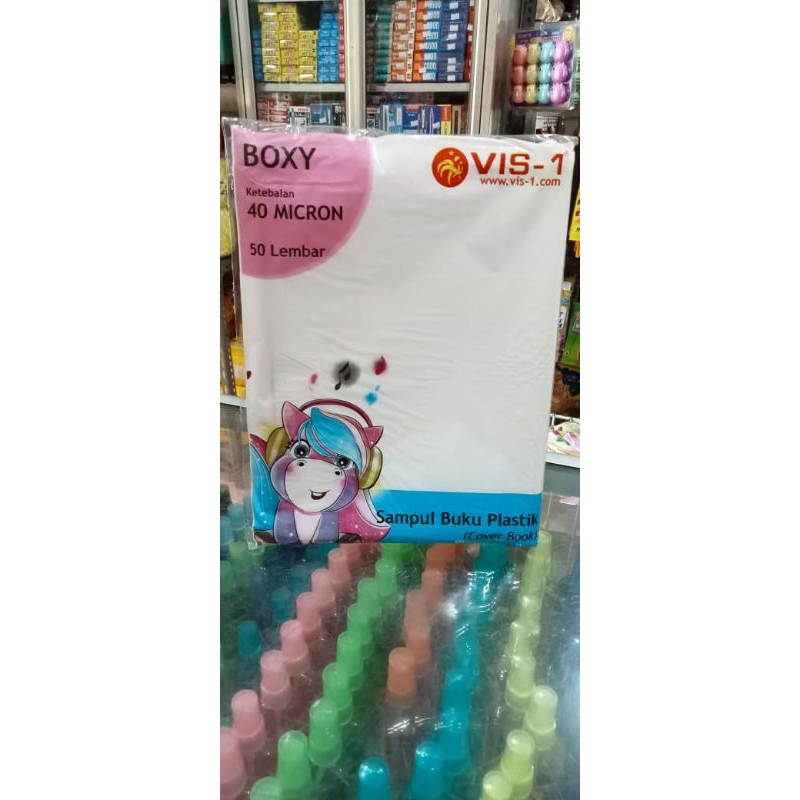 BOXY
Ketebalan
40 MICRON
50 Lembar
VIS-1
www.vis-1.com
Sampul Buku Plastik
(Cover Book)